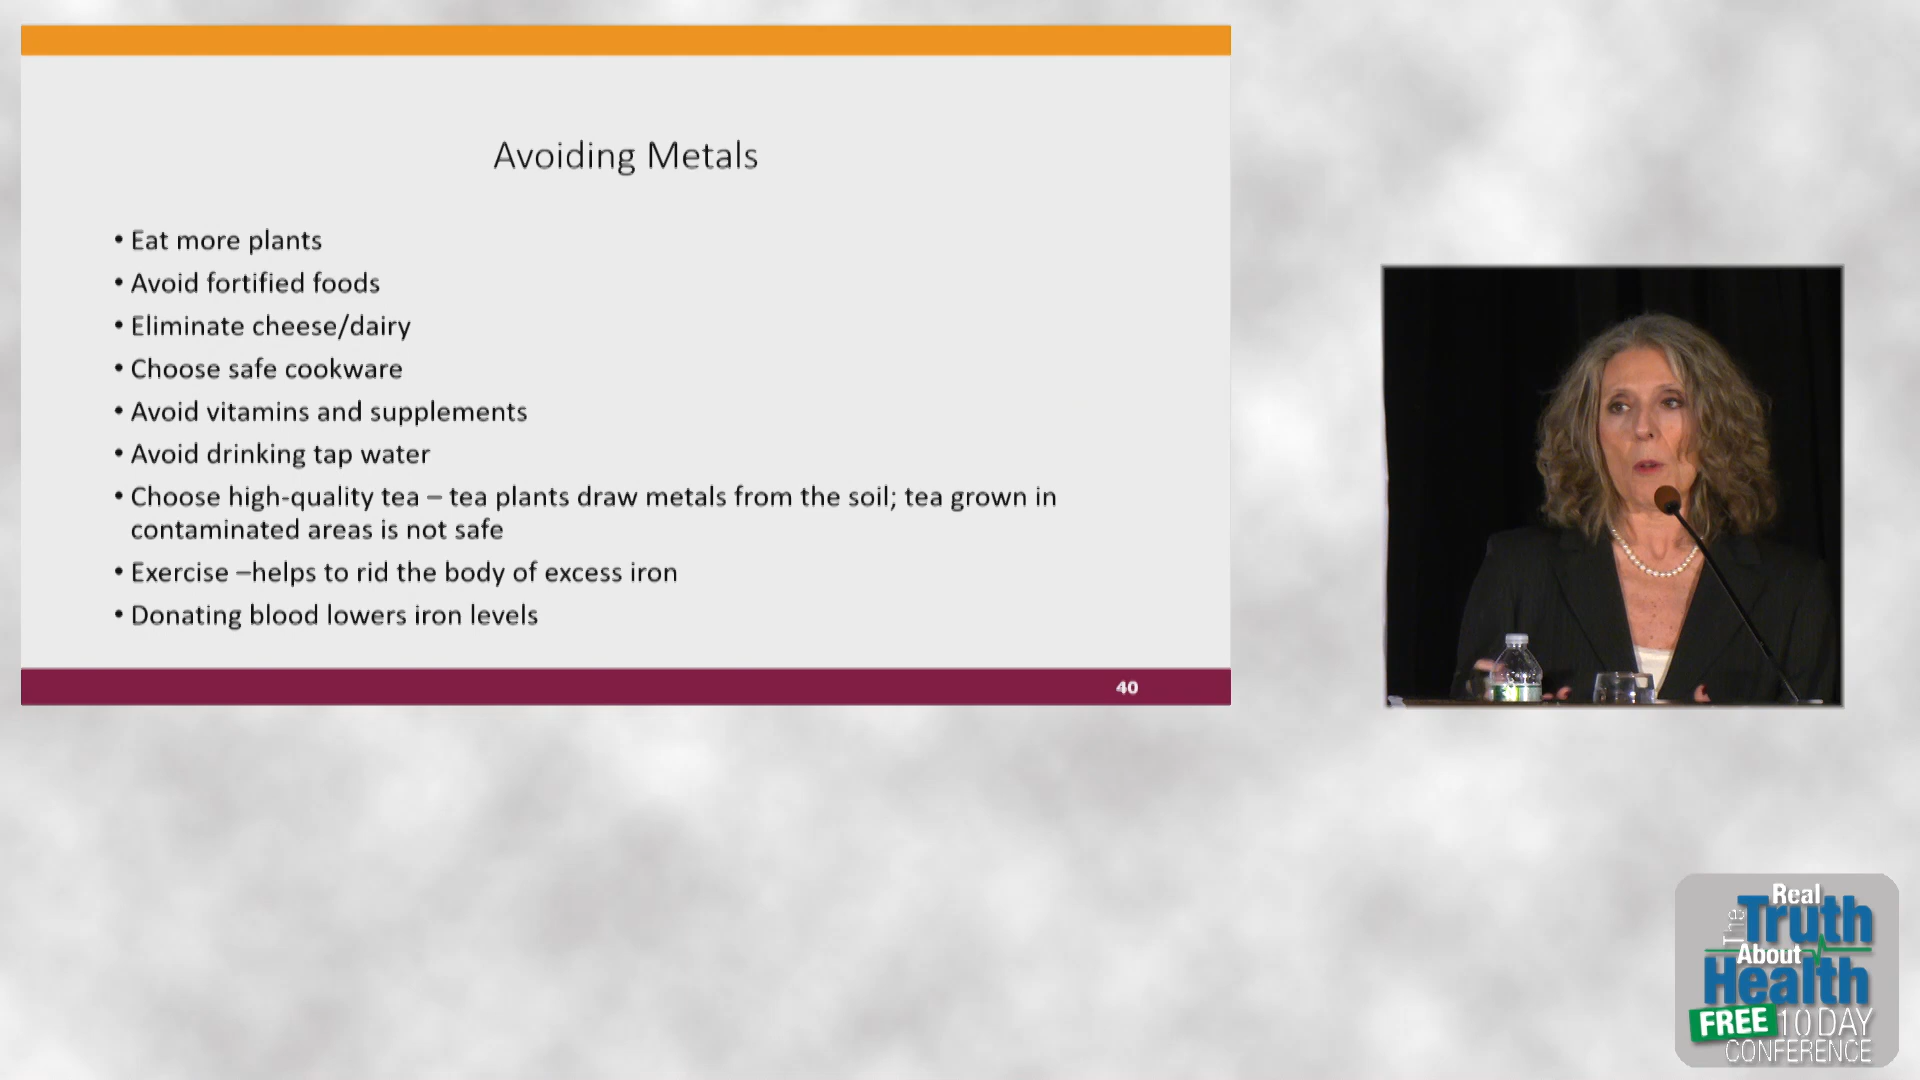 Avoiding Metals
• Eat more plants
• Avoid fortified foods
• Eliminate cheese/dairy
• Choose safe cookware
• Avoid vitamins and supplements
• Avoid drinking tap water
• Choose high-quality tea – tea plants draw metals from the soil; tea grown in
contaminated areas is not safe
• Exercise –helps to rid the body of excess iron
• Donating blood lowers iron levels
40
The Real
Truth
About
Health
FREE 10 DAY
CONFERENCE